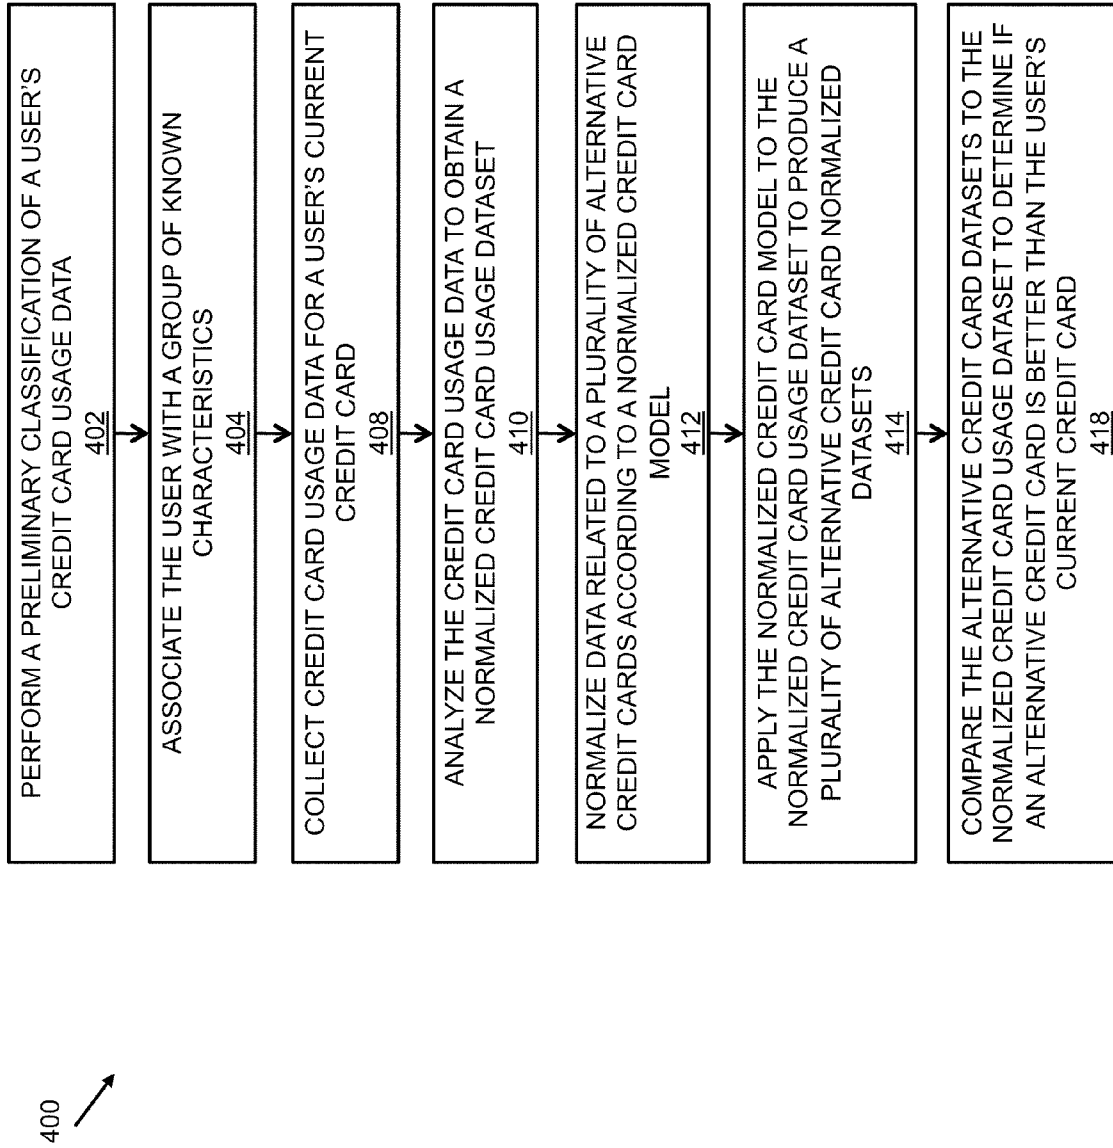 400
PERFORM A PRELIMINARY CLASSIFICATION OF A USER'S
CREDIT CARD USAGE DATA
402
ASSOCIATE THE USER WITH A GROUP OF KNOWN
CHARACTERISTICS
404
COLLECT CREDIT CARD USAGE DATA FOR A USER'S CURRENT
CREDIT CARD
408
ANALYZE THE CREDIT CARD USAGE DATA TO OBTAIN A
NORMALIZED CREDIT CARD USAGE DATASET
410
NORMALIZE DATA RELATED TO A PLURALITY OF ALTERNATIVE
CREDIT CARDS ACCORDING TO A NORMALIZED CREDIT CARD
MODEL
412
APPLY THE NORMALIZED CREDIT CARD MODEL TO THE
NORMALIZED CREDIT CARD USAGE DATASET TO PRODUCE A
PLURALITY OF ALTERNATIVE CREDIT CARD NORMALIZED
DATASETS
414
COMPARE THE ALTERNATIVE CREDIT CARD DATASETS TO THE
NORMALIZED CREDIT CARD USAGE DATASET TO DETERMINE IF
AN ALTERNATIVE CREDIT CARD IS BETTER THAN THE USER'S
CURRENT CREDIT CARD
418